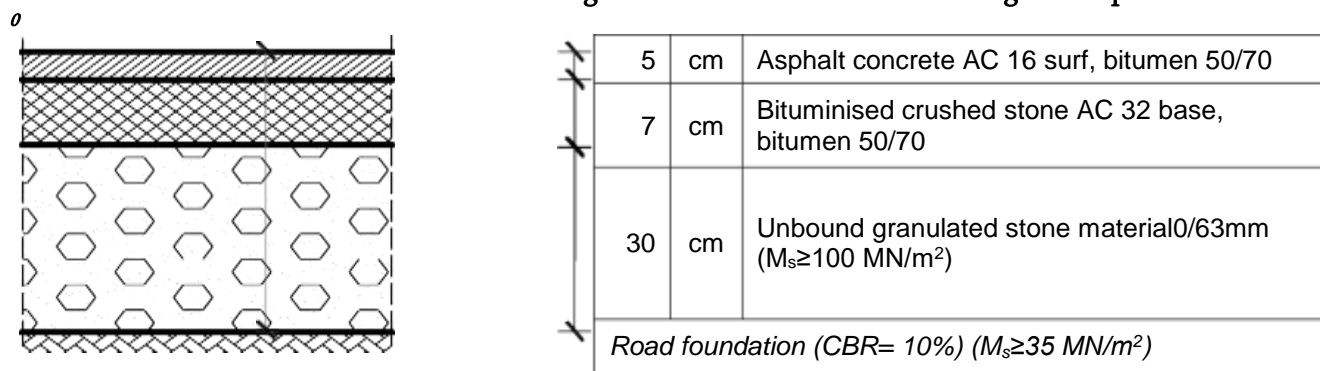 0
5 cm Asphalt concrete AC 16 surf, bitumen 50/70
7 cm Bituminised crushed stone AC 32 base,
bitumen 50/70
30 cm Unbound granulated stone material0/63mm
(Mₛ≥100 MN/m²)
Road foundation (CBR= 10%) (Mₛ≥35 MN/m²)